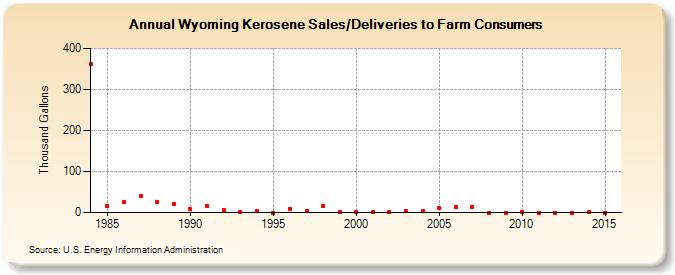 Annual Wyoming Kerosene Sales/Deliveries to Farm Consumers
Thousand Gallons
400
300
200
100
0
1985 1990 1995 2000 2005 2010 2015
Source: U.S. Energy Information Administration